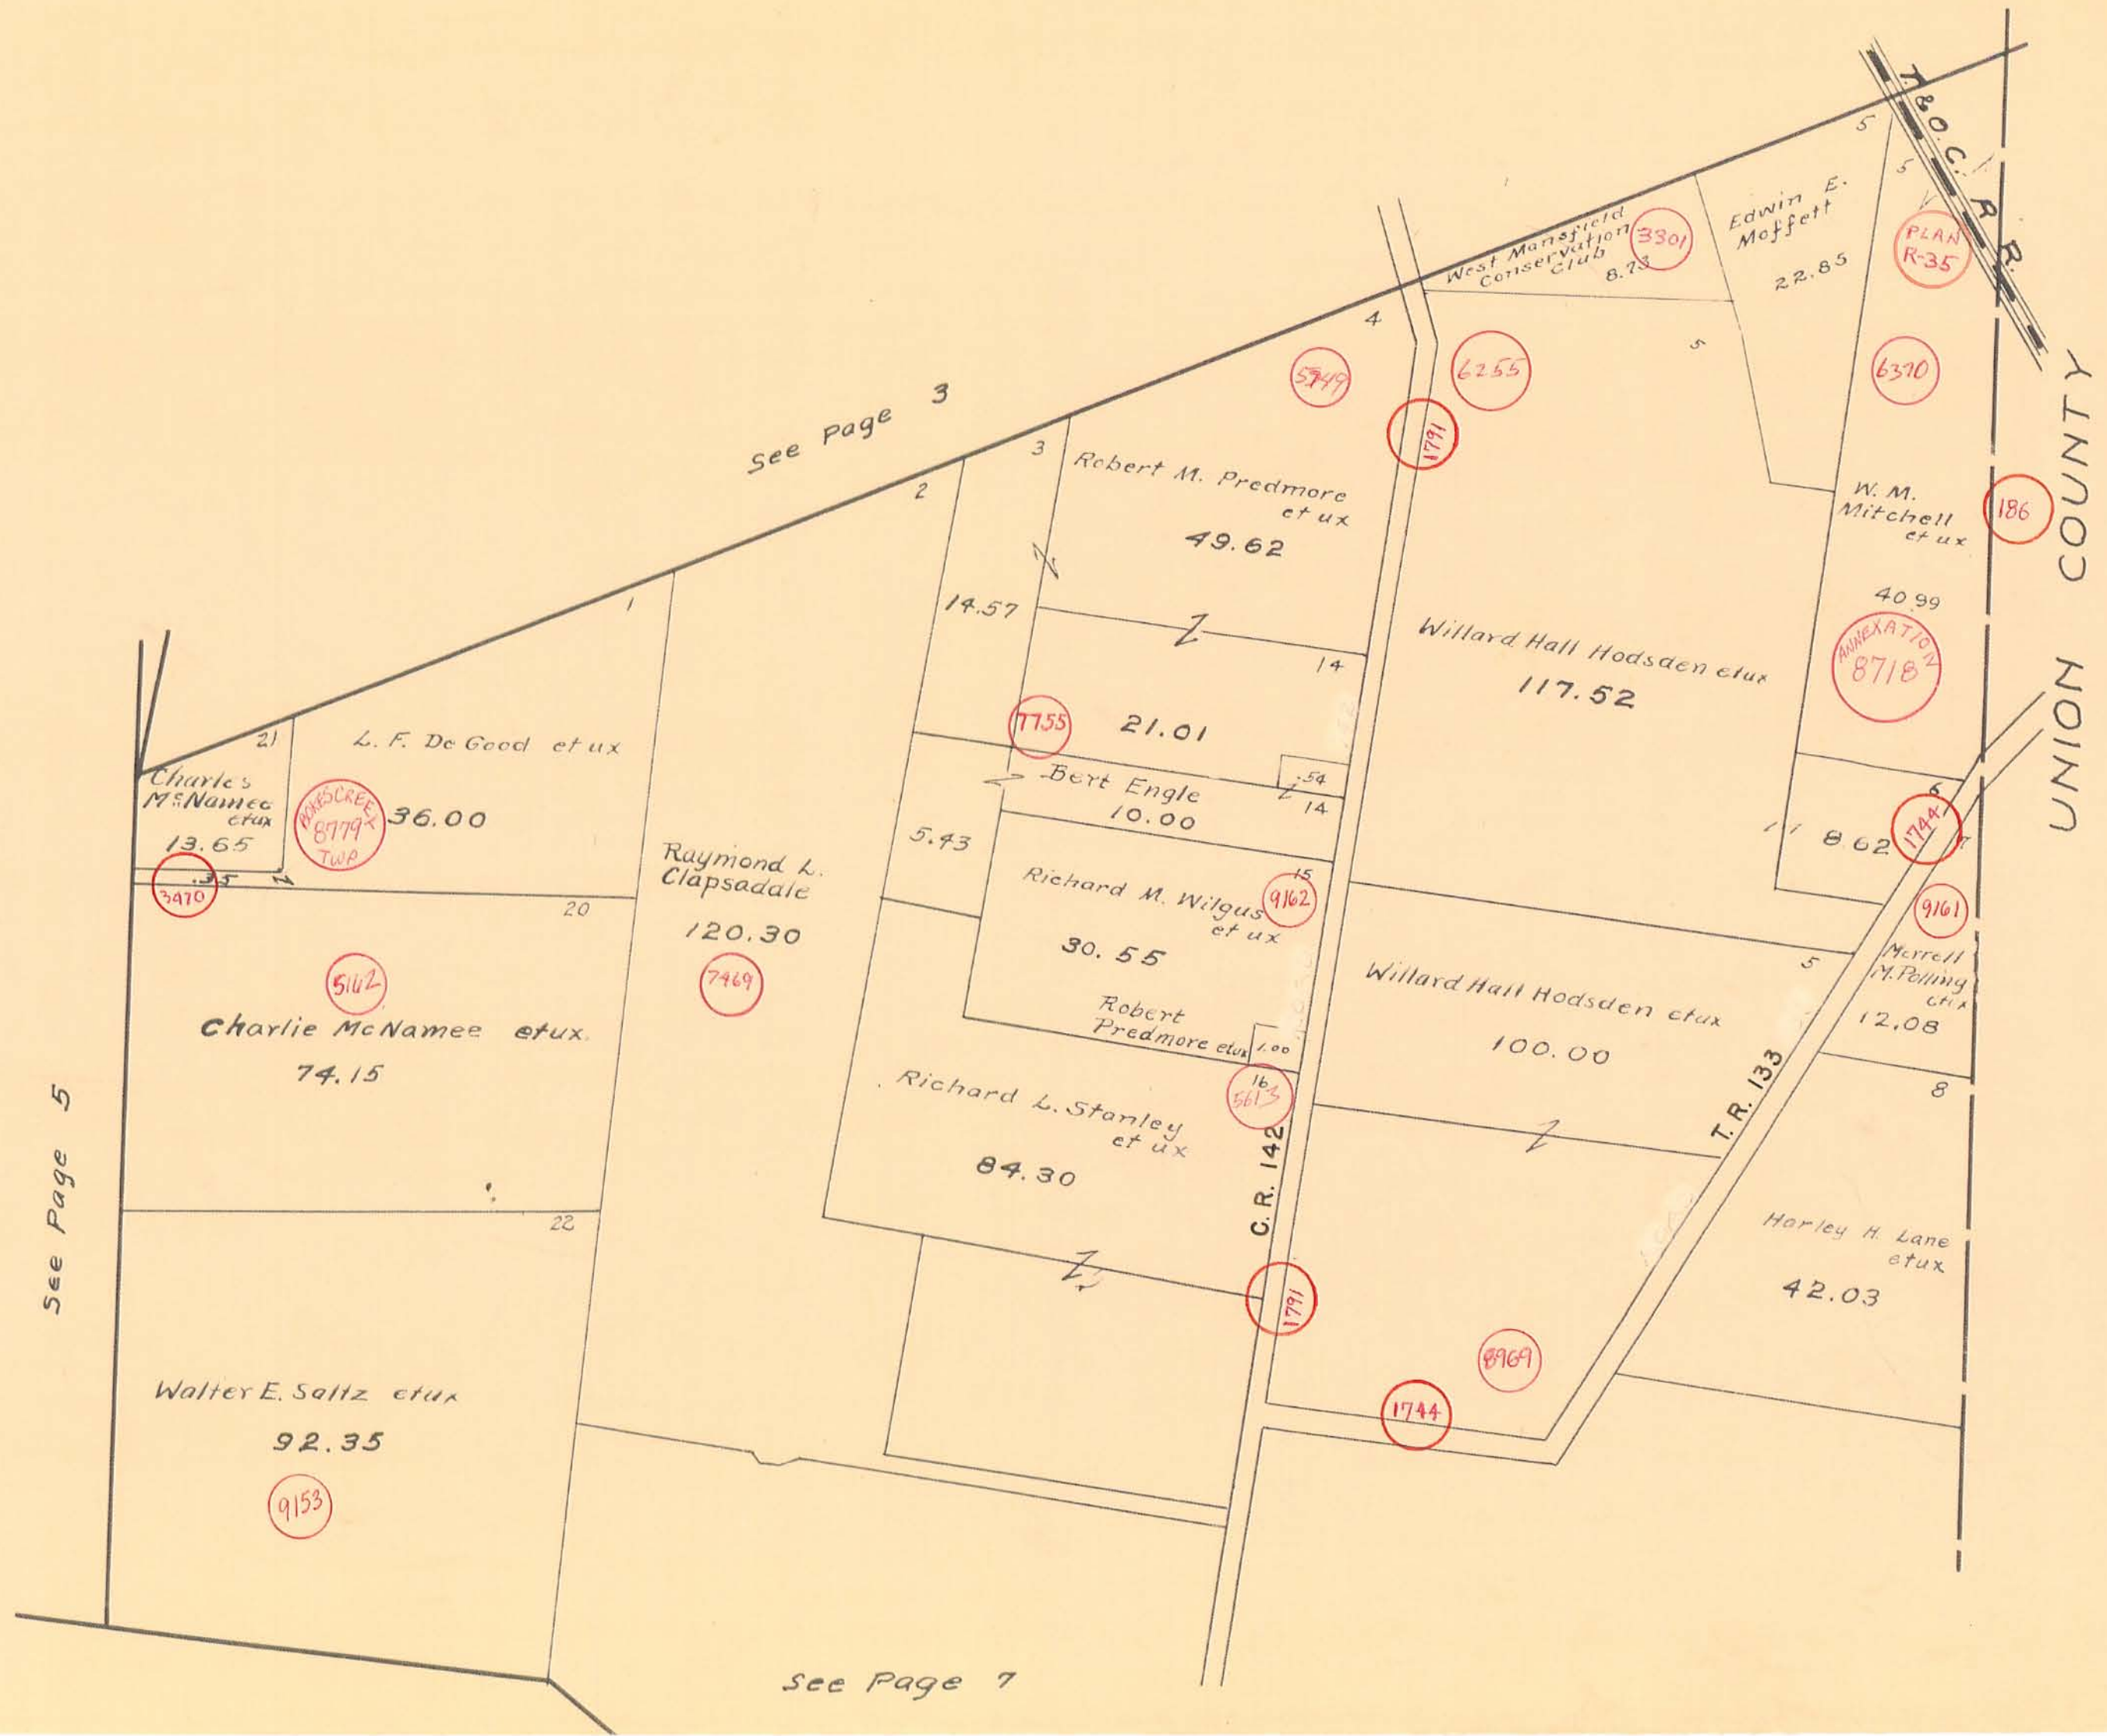 T. & O. C. R. R.
5
5
PLAN
R-35
Edwin E.
Moffett
22.85
West Mansfield
Conservation
Club
8.73
3301
4
5
6255
6370
1791
See Page 3
3
2
Robert M. Predmore
et ux
49.62
W. M.
Mitchell
et ux
186
UNION COUNTY
40.99
ANNEXATION
8718
1
14.57
Willard Hall Hodsden etux
117.52
14
7755
21.01
.54
14
21
L. F. De Good et ux
36.00
BOKESCREEK
8779
TWP
Charles
McNamee
etux
13.65
.35
3470
20
Bert Engle
10.00
5.43
6
1744
7
8.62
Raymond L.
Clapsadale
120.30
7469
Richard M. Wilgus
et ux
30.55
15
9162
9161
Merrell
M. Polling
etux
12.08
5
8
Willard Hall Hodsden etux
100.00
5142
Charlie McNamee etux.
74.15
Robert
Predmore etux
1.00
16
5613
Richard L. Stanley
et ux
84.30
C. R. 142
T. R. 133
See Page 5
22
Harley H. Lane
etux
42.03
1791
8969
1744
Walter E. Saltz etux
92.35
9153
See Page 7